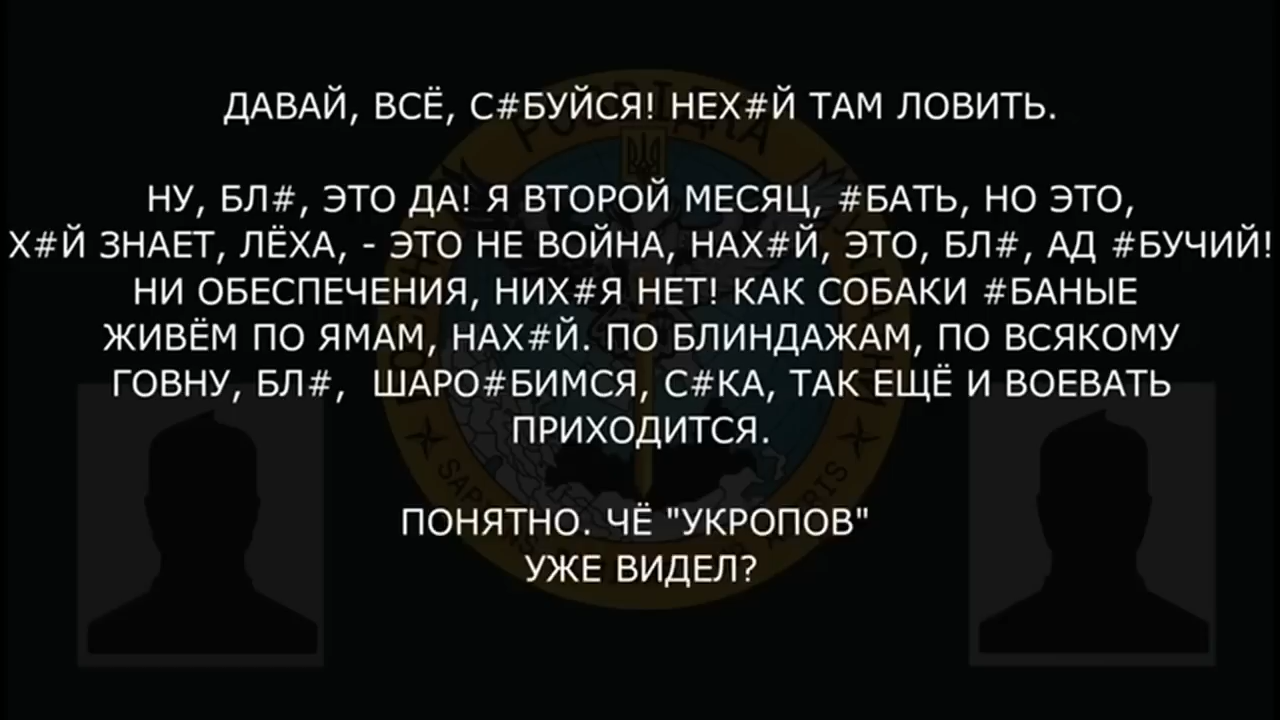 ДАВАЙ, ВСЁ, С#БУЙСЯ! НЕХ#Й ТАМ ЛОВИТЬ.
НУ, БЛ#, ЭТО ДА! Я ВТОРОЙ МЕСЯЦ, #БАТЬ, НО ЭТО,
Х#Й ЗНАЕТ, ЛЁХА, - ЭТО НЕ ВОЙНА, НАХ#Й, ЭТО, БЛ#, АД #БУЧИЙ!
НИ ОБЕСПЕЧЕНИЯ, НИХ#Я НЕТ! КАК СОБАКИ #БАНЫЕ
ЖИВЁМ ПО ЯМАМ, НАХ#Й. ПО БЛИНДАЖАМ, ПО ВСЯКОМУ
ГОВНУ, БЛ#, ШАРО#БИМСЯ, С#КА, ТАК ЕЩЁ И ВОЕВАТЬ
ПРИХОДИТСЯ.
ПОНЯТНО. ЧЁ "УКРОПОВ"
УЖЕ ВИДЕЛ?